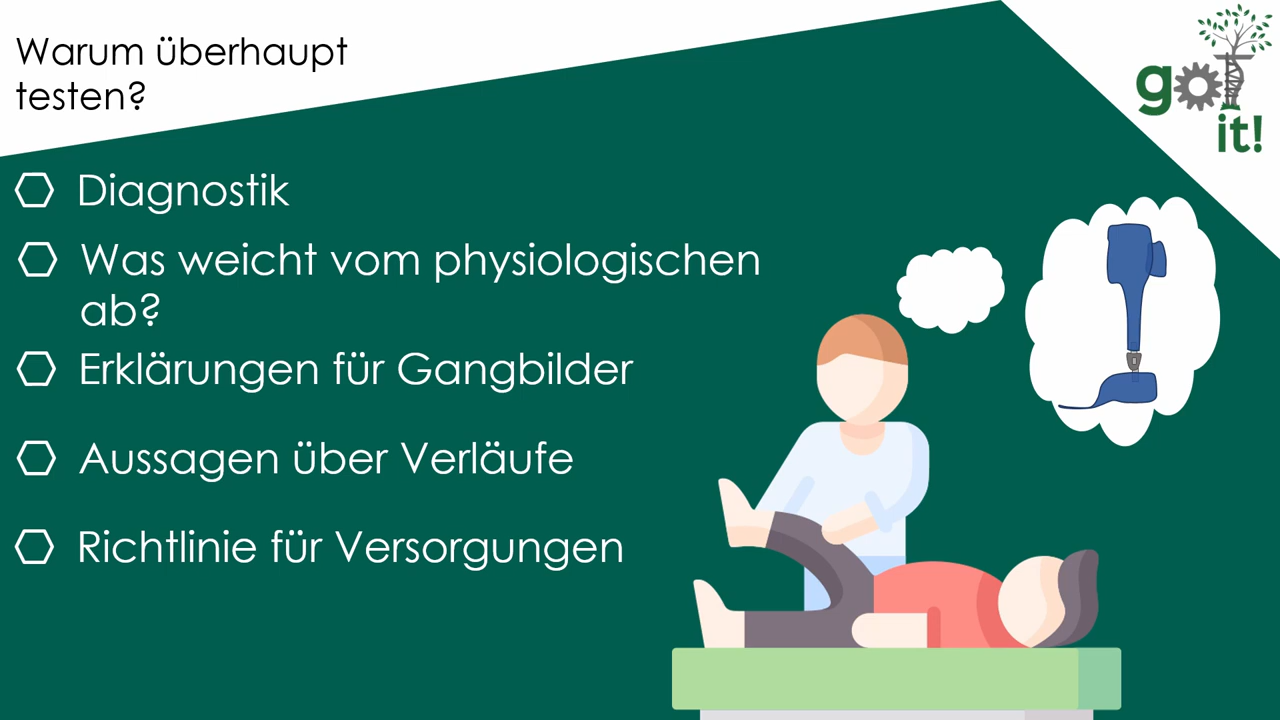 Warum überhaupt
testen?
go it!
Diagnostik
Was weicht vom physiologischen
ab?
Erklärungen für Gangbilder
Aussagen über Verläufe
Richtlinie für Versorgungen